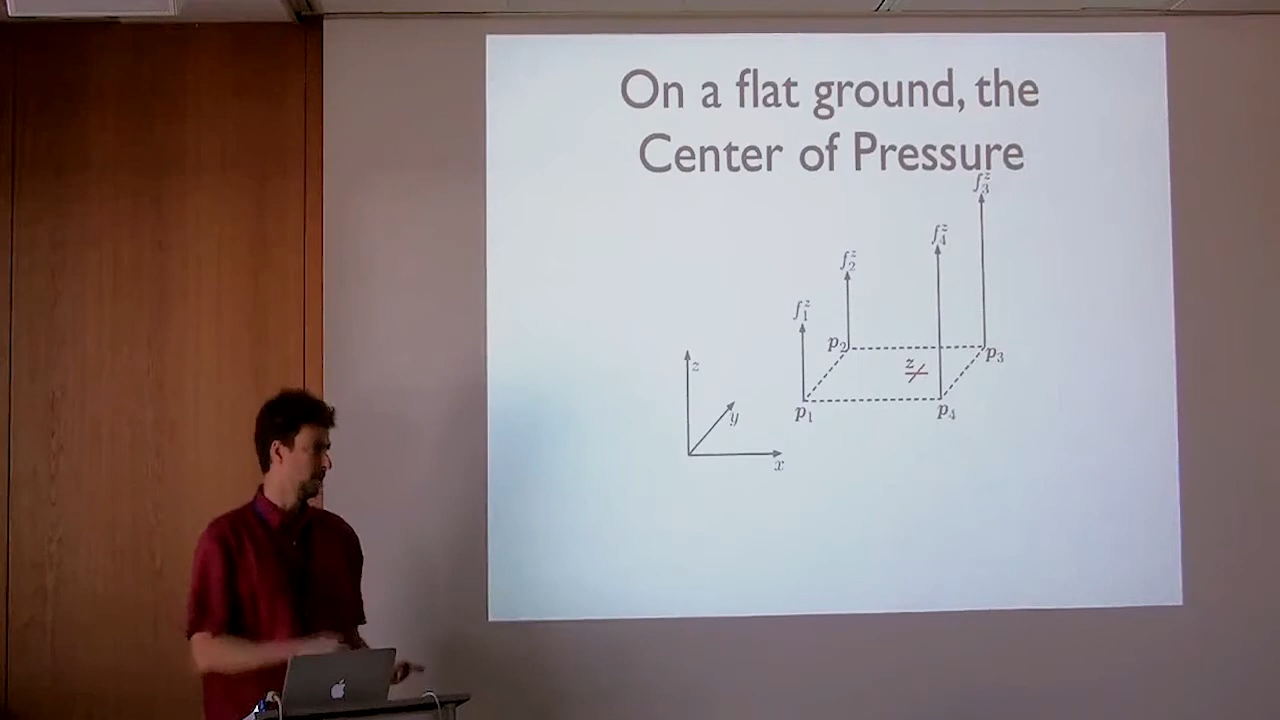 On a flat ground, the
Center of Pressure
f₃ᶻ
f₄ᶻ
f₂ᶻ
f₁ᶻ
p₂
p₃
z
z
p₁
p₄
y
x